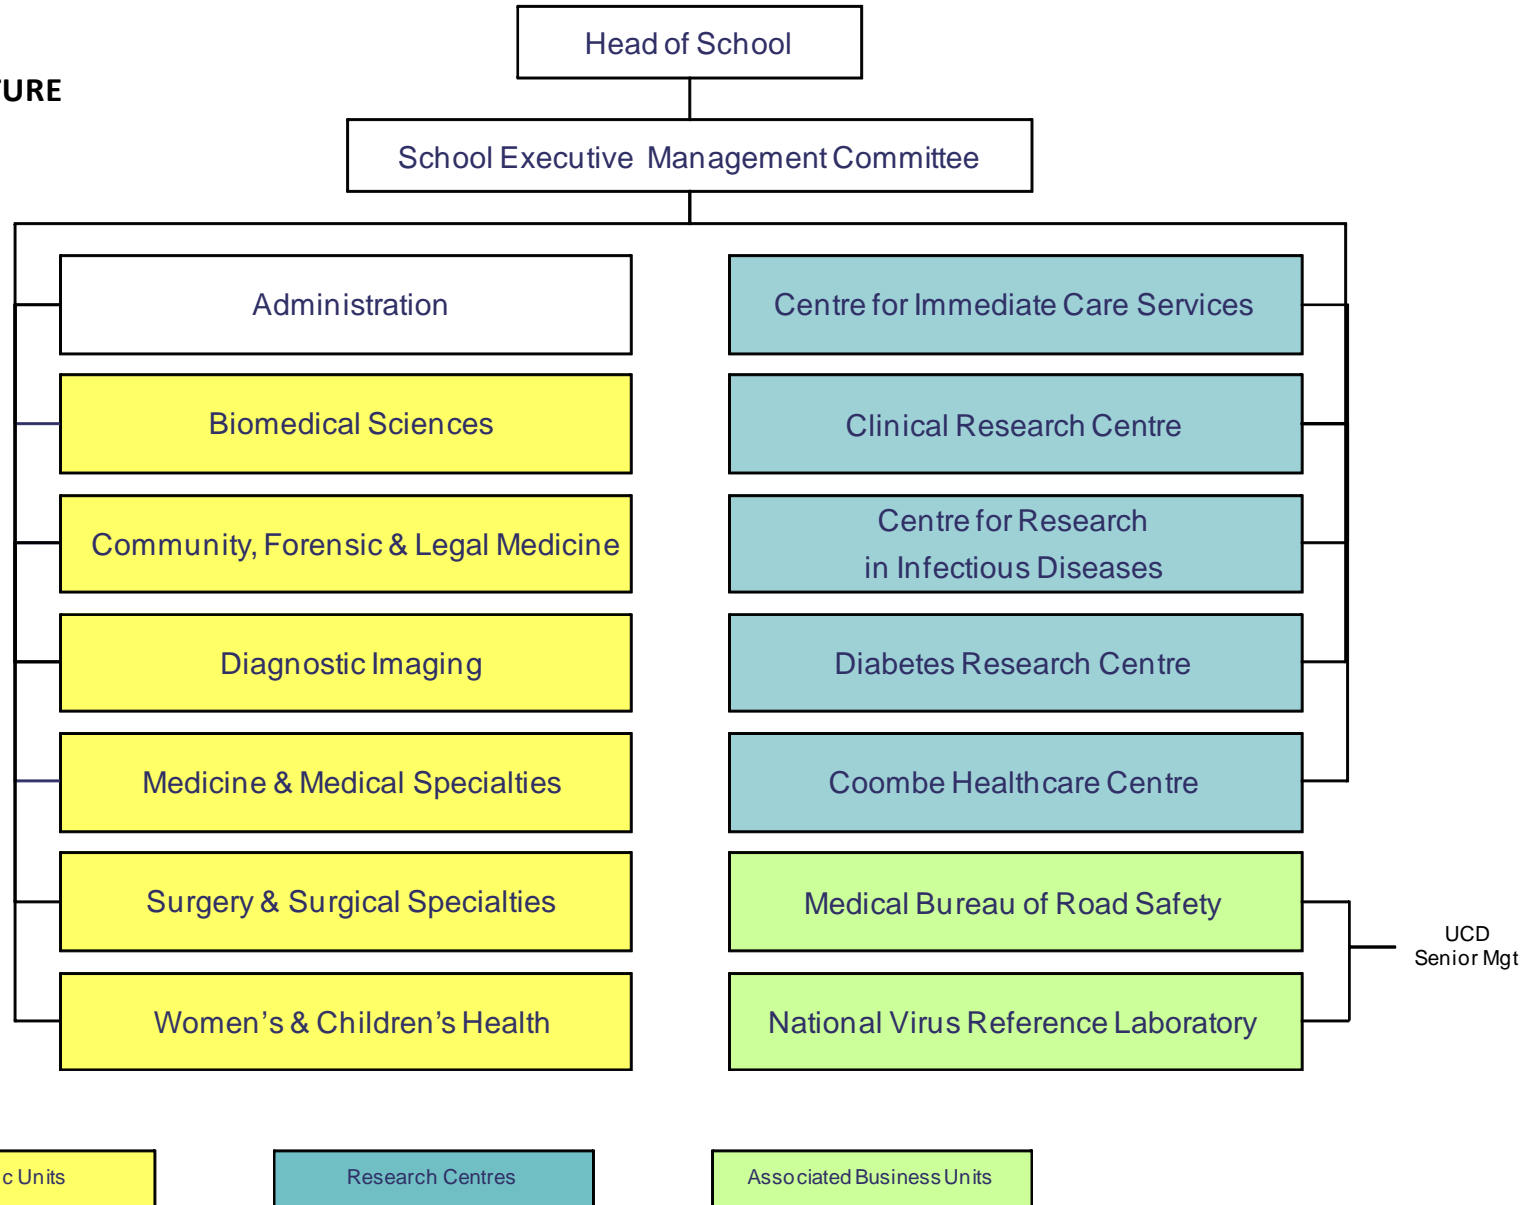 Head of School
TURE
School Executive Management Committee
Administration
Centre for Immediate Care Services
Biomedical Sciences
Clinical Research Centre
Community, Forensic & Legal Medicine
Centre for Research
in Infectious Diseases
Diagnostic Imaging
Diabetes Research Centre
Medicine & Medical Specialties
Coombe Healthcare Centre
Surgery & Surgical Specialties
Medical Bureau of Road Safety
UCD
Senior Mgt
Women’s & Children’s Health
National Virus Reference Laboratory
c Units
Research Centres
Associated Business Units